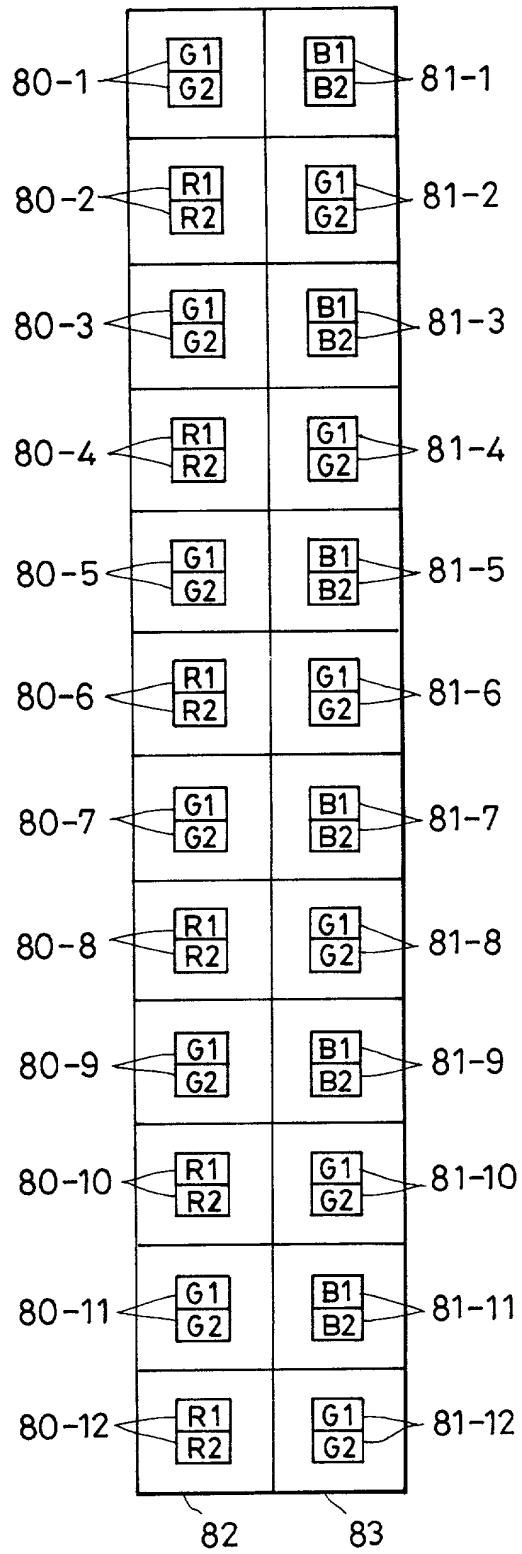 80-1 G1 B1 81-1
G2 B2
80-2 R1 G1 81-2
R2 G2
80-3 G1 B1 81-3
G2 B2
80-4 R1 G1 81-4
R2 G2
80-5 G1 B1 81-5
G2 B2
80-6 R1 G1 81-6
R2 G2
80-7 G1 B1 81-7
G2 B2
80-8 R1 G1 81-8
R2 G2
80-9 G1 B1 81-9
G2 B2
80-10 R1 G1 81-10
R2 G2
80-11 G1 B1 81-11
G2 B2
80-12 R1 G1 81-12
R2 G2
82 83